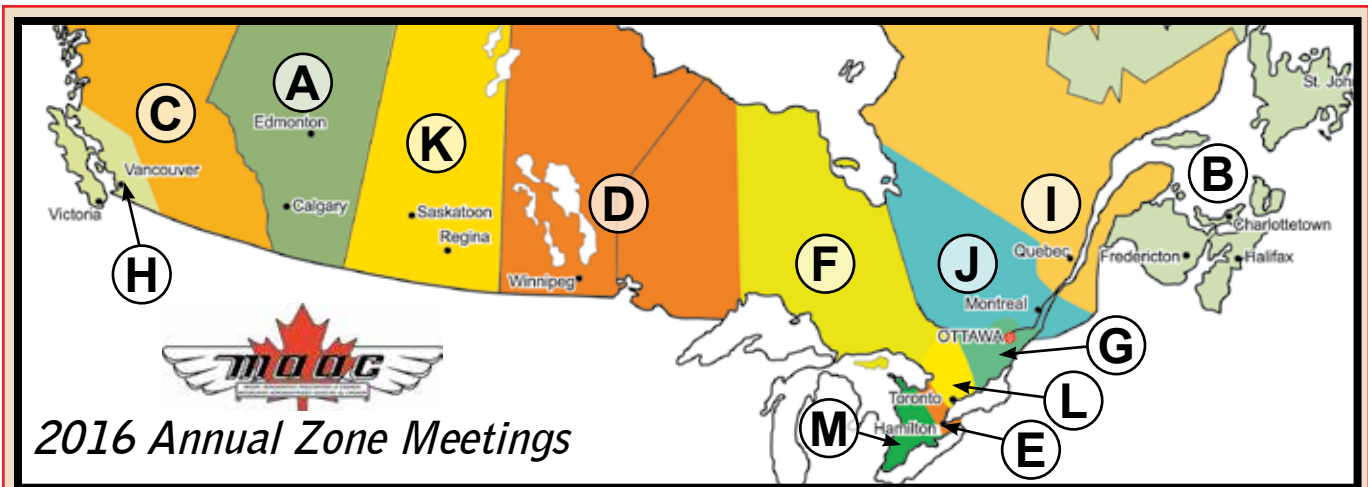 St. Joh
A
Edmonton
C
K
Vancouver
B
D
I
Victoria
Calgary
Saskatoon
Charlottetown
Regina
F
J
Quebec
Fredericton
Halifax
H
Winnipeg
Montreal
OTTAWA
G
maac
Toronto
L
M
Hamilton
E
2016 Annual Zone Meetings